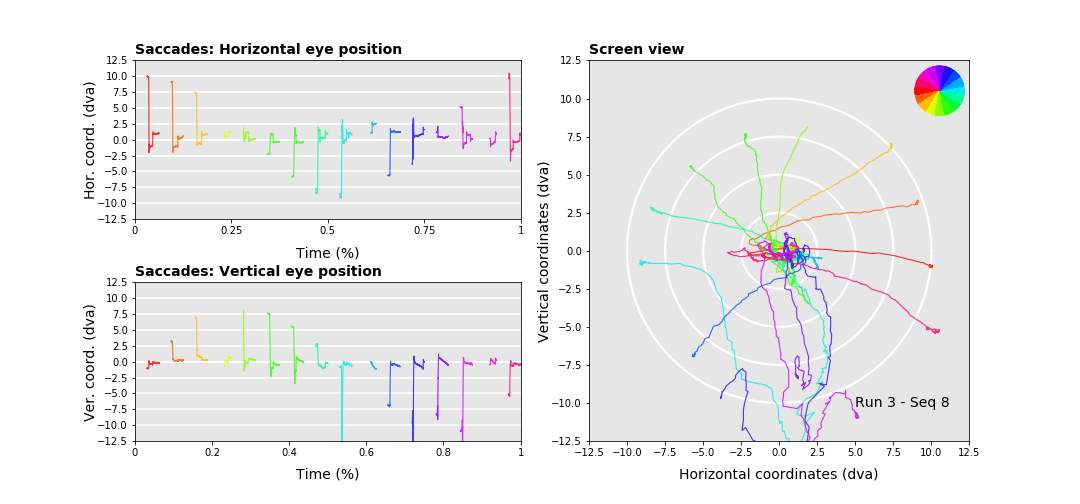 Saccades: Horizontal eye position
12.5
10.0
7.5
5.0
2.5
0.0
−2.5
−5.0
−7.5
−10.0
−12.5
Hor. coord. (dva)
0 0.25 0.5 0.75 1
Time (%)
Saccades: Vertical eye position
12.5
10.0
7.5
5.0
2.5
0.0
−2.5
−5.0
−7.5
−10.0
−12.5
Ver. coord. (dva)
0 0.2 0.4 0.6 0.8 1
Time (%)
Screen view
12.5
10.0
7.5
5.0
2.5
0.0
−2.5
−5.0
−7.5
−10.0
−12.5
Vertical coordinates (dva)
Run 3 - Seq 8
−12.5 −10.0 −7.5 −5.0 −2.5 0.0 2.5 5.0 7.5 10.0 12.5
Horizontal coordinates (dva)